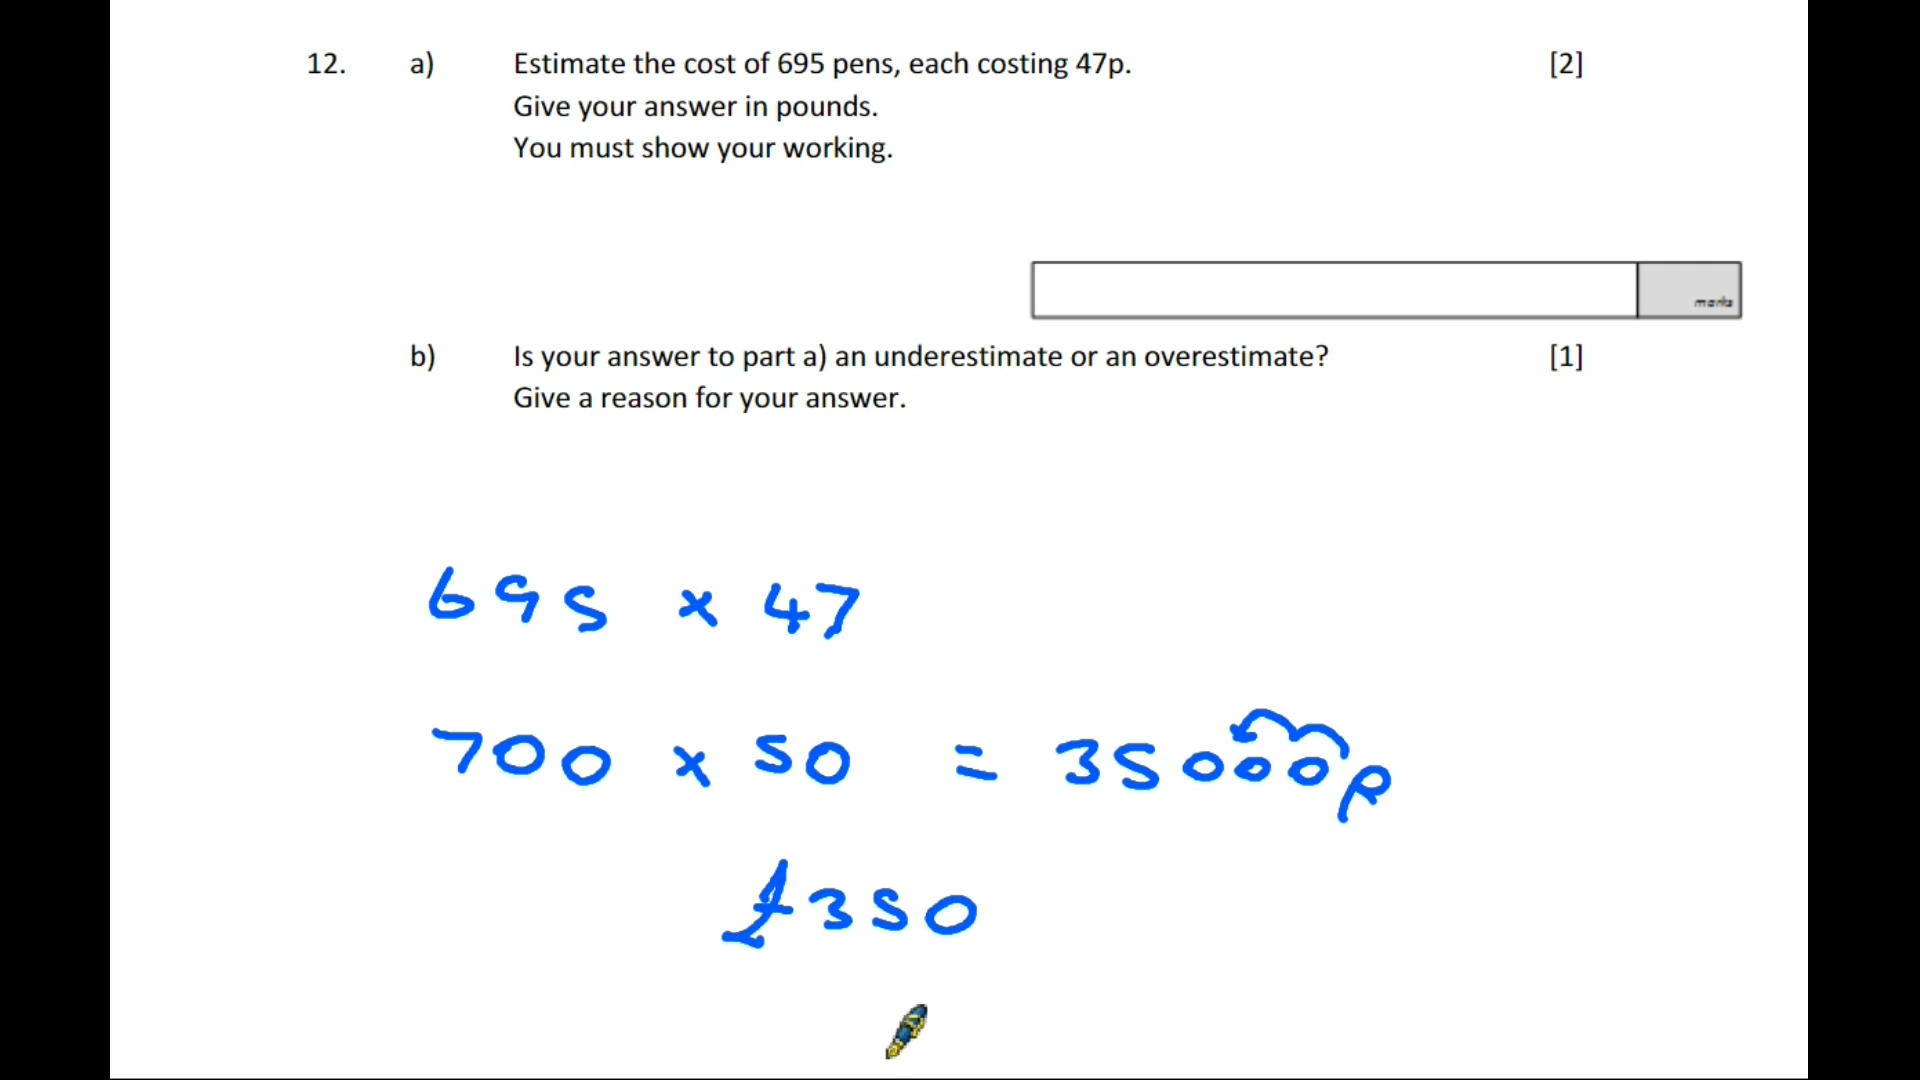 12. a) Estimate the cost of 695 pens, each costing 47p. [2]
Give your answer in pounds.
You must show your working.
marks
b) Is your answer to part a) an underestimate or an overestimate? [1]
Give a reason for your answer.
695 × 47
700 × 50 = 35000p
£350